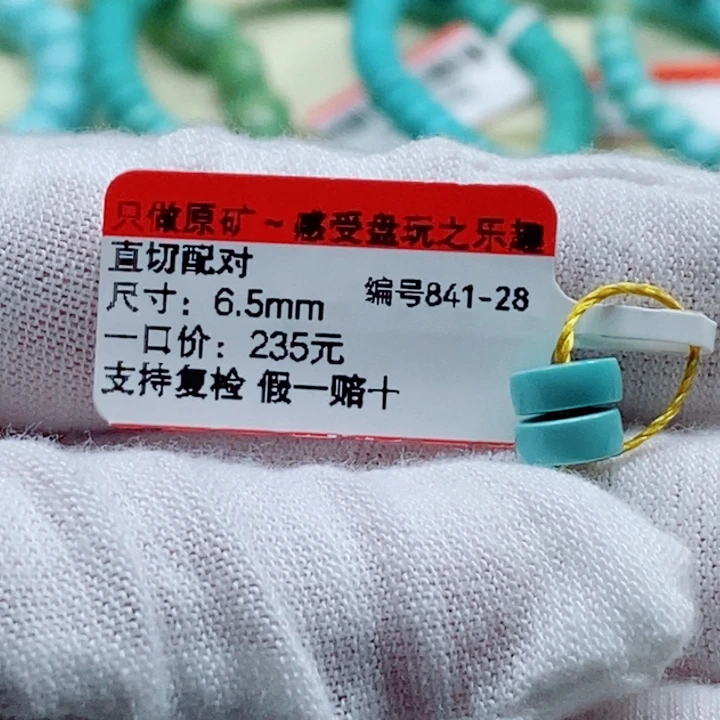 只做原矿~感受盘玩之乐趣
直切配对
尺寸：6.5mm 编号841-28
一口价：235元
支持复检 假一赔十